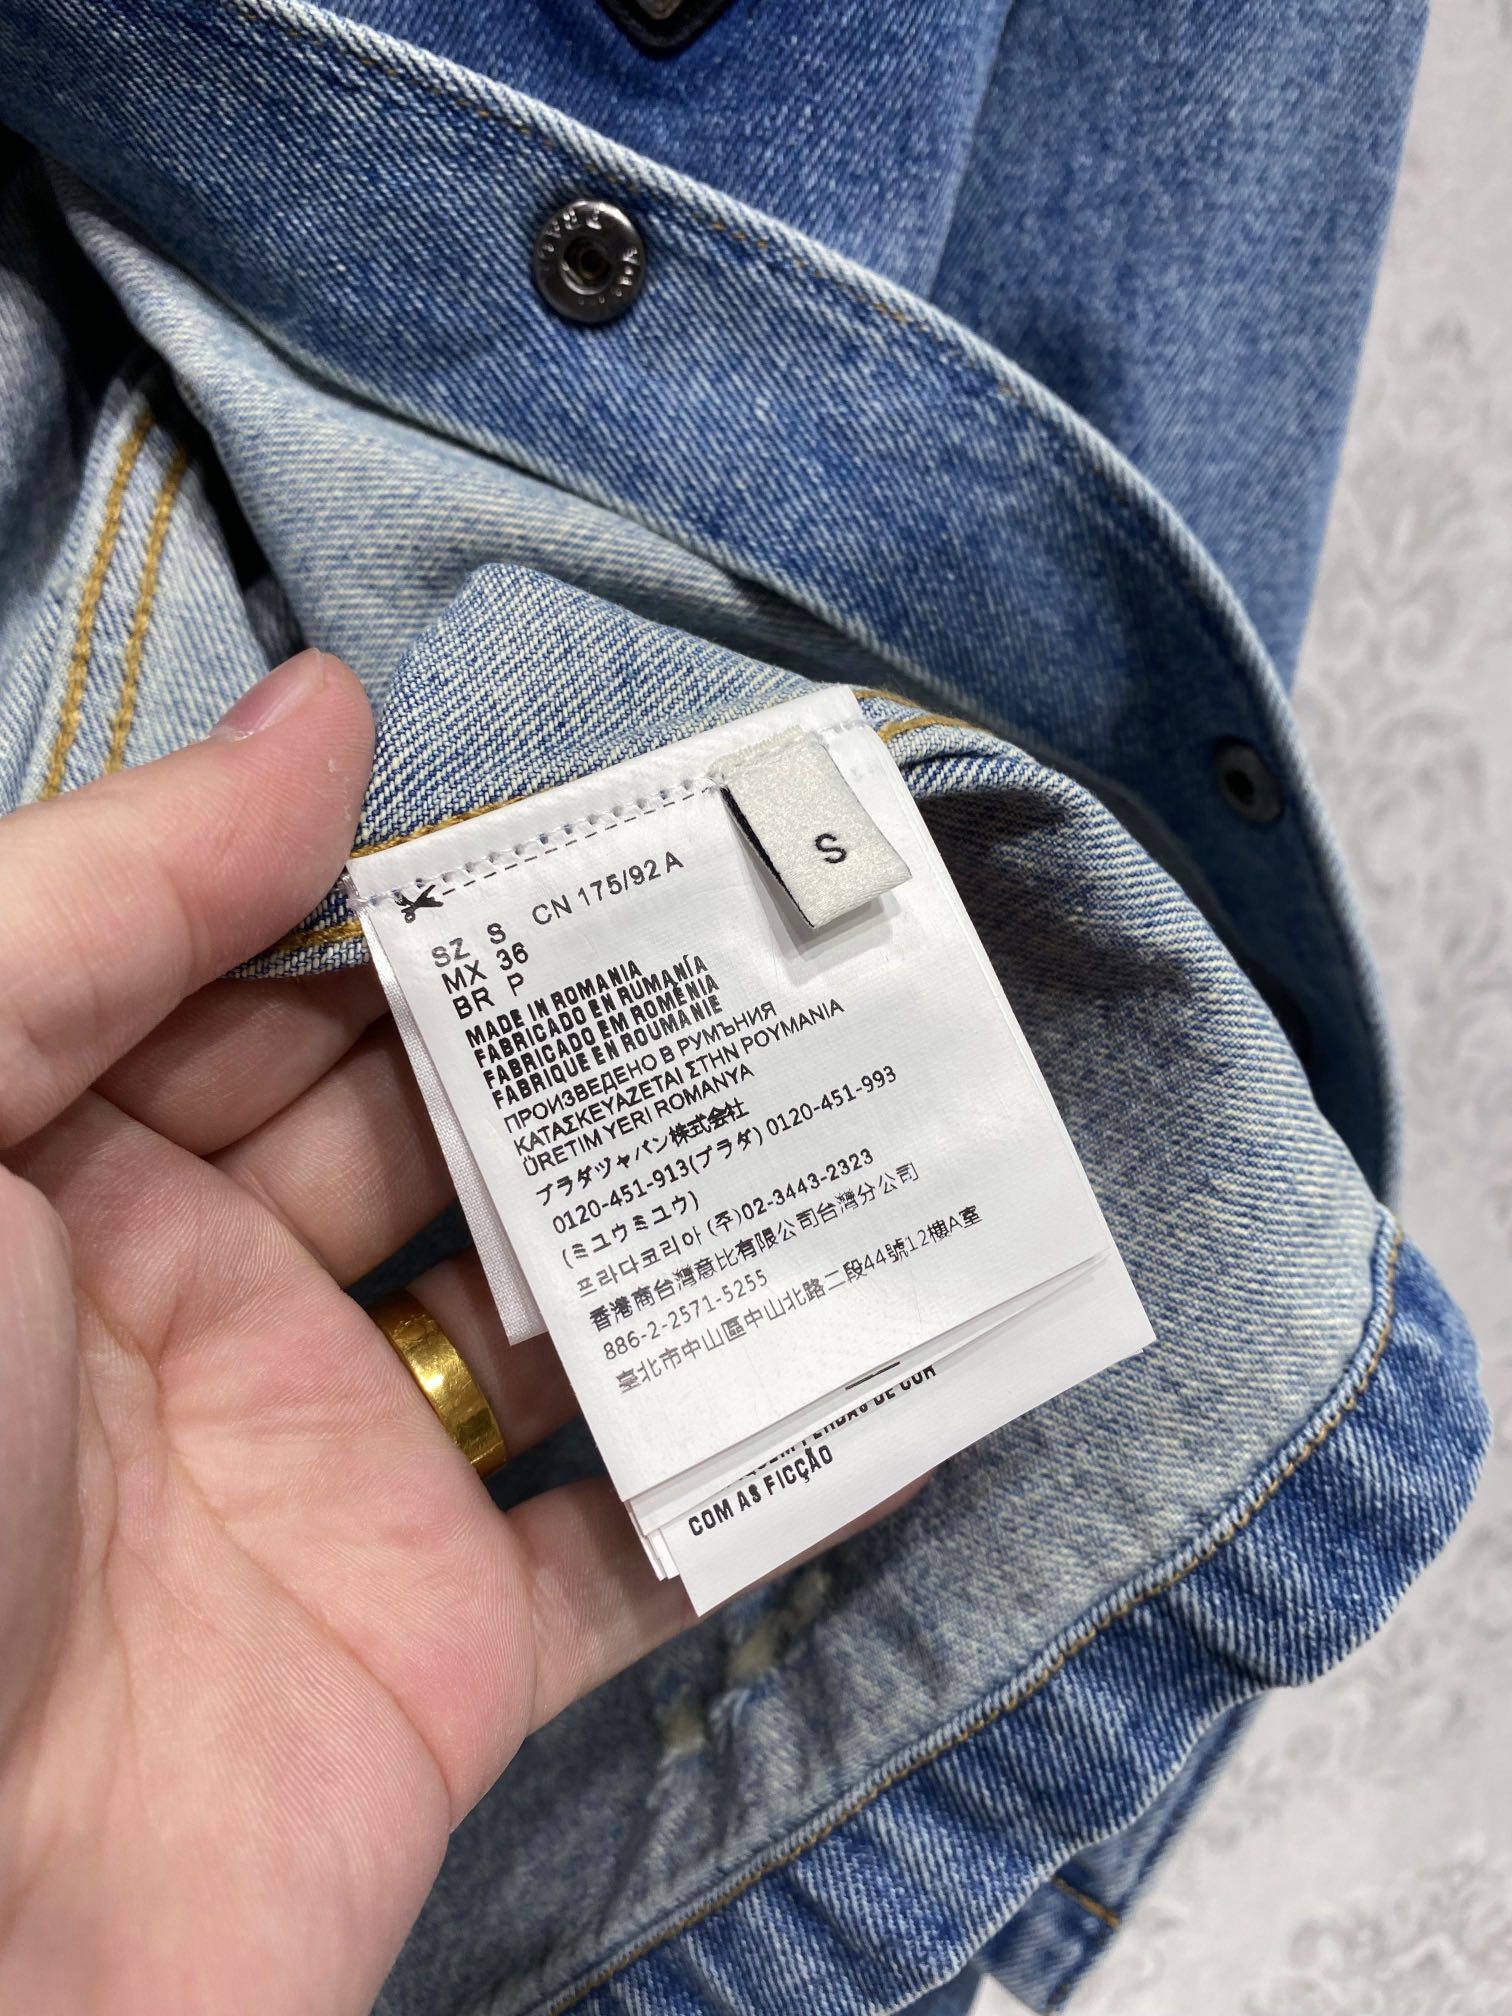 PRADA
S
SZ S CN 175/92 A
MX 36
BR P
MADE IN ROMANIA
FABRICADO EN RUMANÍA
FABRICADO EM ROMÉNIA
FABRIQUE EN ROUMANIE
ПРОИЗВЕДЕНО В РУМЪНИЯ
ΚΑΤΑΣΚΕΥΑΖΕΤΑΙ ΣΤΗΝ ΡΟΥΜΑΝΙΑ
ÜRETIM YERI ROMANYA
プラダジャパン株式会社
0120-451-913(プラダ) 0120-451-993
(ミュウミュウ)
프라다코리아 (주)02-3443-2323
香港商台灣意比有限公司台灣分公司
886-2-2571-5255
臺北市中山區中山北路二段44號12樓A室
PERDAS DE COR
COM AS FICÇÃO